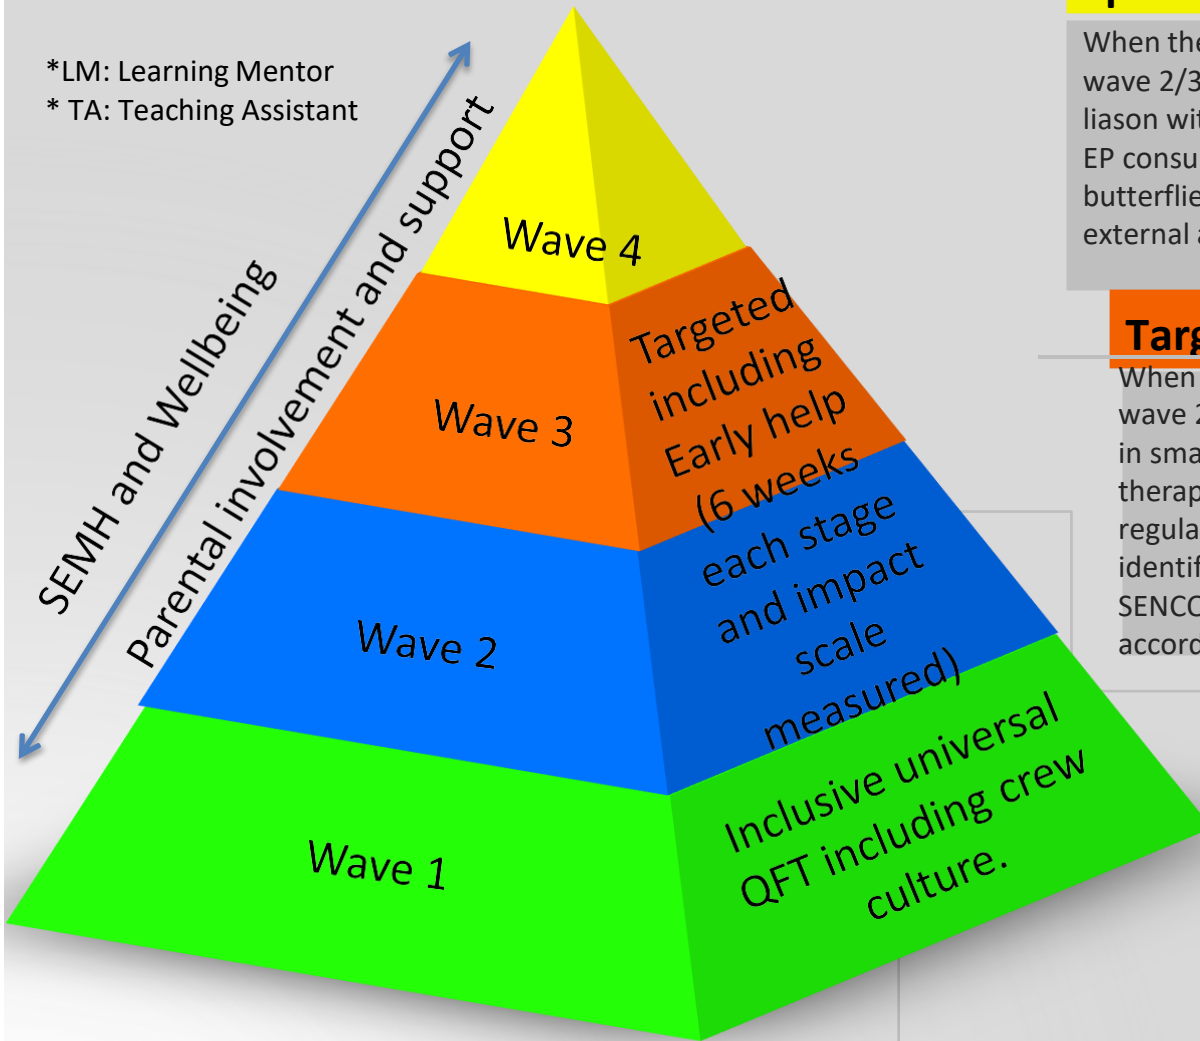 *LM: Learning Mentor
* TA: Teaching Assistant
SEMH and Wellbeing
Parental involvement and support
Wave 4
Wave 3
Wave 2
Wave 1
Targeted
including
Early help
(6 weeks
each stage
and impact
scale
measured)
Inclusive universal
QFT including crew
culture.
When the
wave 2/3
liason wit
EP consu
butterflie
external a
Targ
When
wave 2
in sma
therap
regula
identif
SENCO
accord